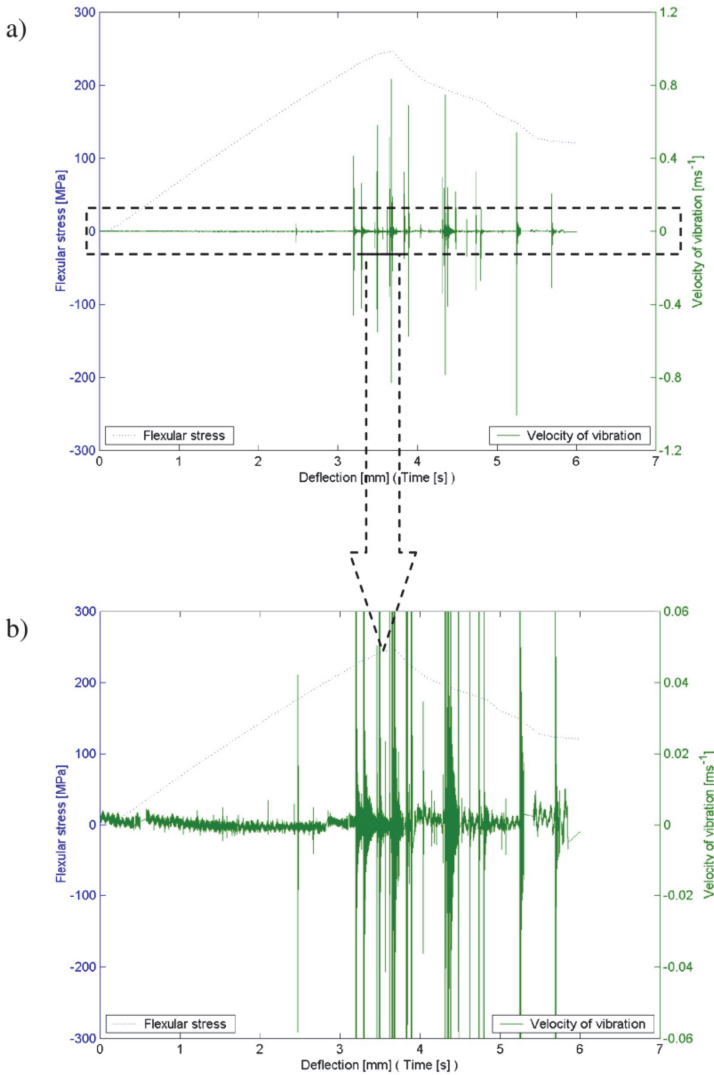 a)
300
200
100
0
-100
-200
-300
Flexular stress [MPa]
1.2
0.8
0.4
0
-0.4
-0.8
-1.2
Velocity of vibration [ms-1]
Flexular stress
Velocity of vibration
0 1 2 3 4 5 6 7
Deflection [mm] ( Time [s] )
b)
300
200
100
0
-100
-200
-300
Flexular stress [MPa]
0.06
0.04
0.02
0
-0.02
-0.04
-0.06
Velocity of vibration [ms-1]
Flexular stress
Velocity of vibration
0 1 2 3 4 5 6 7
Deflection [mm] ( Time [s] )